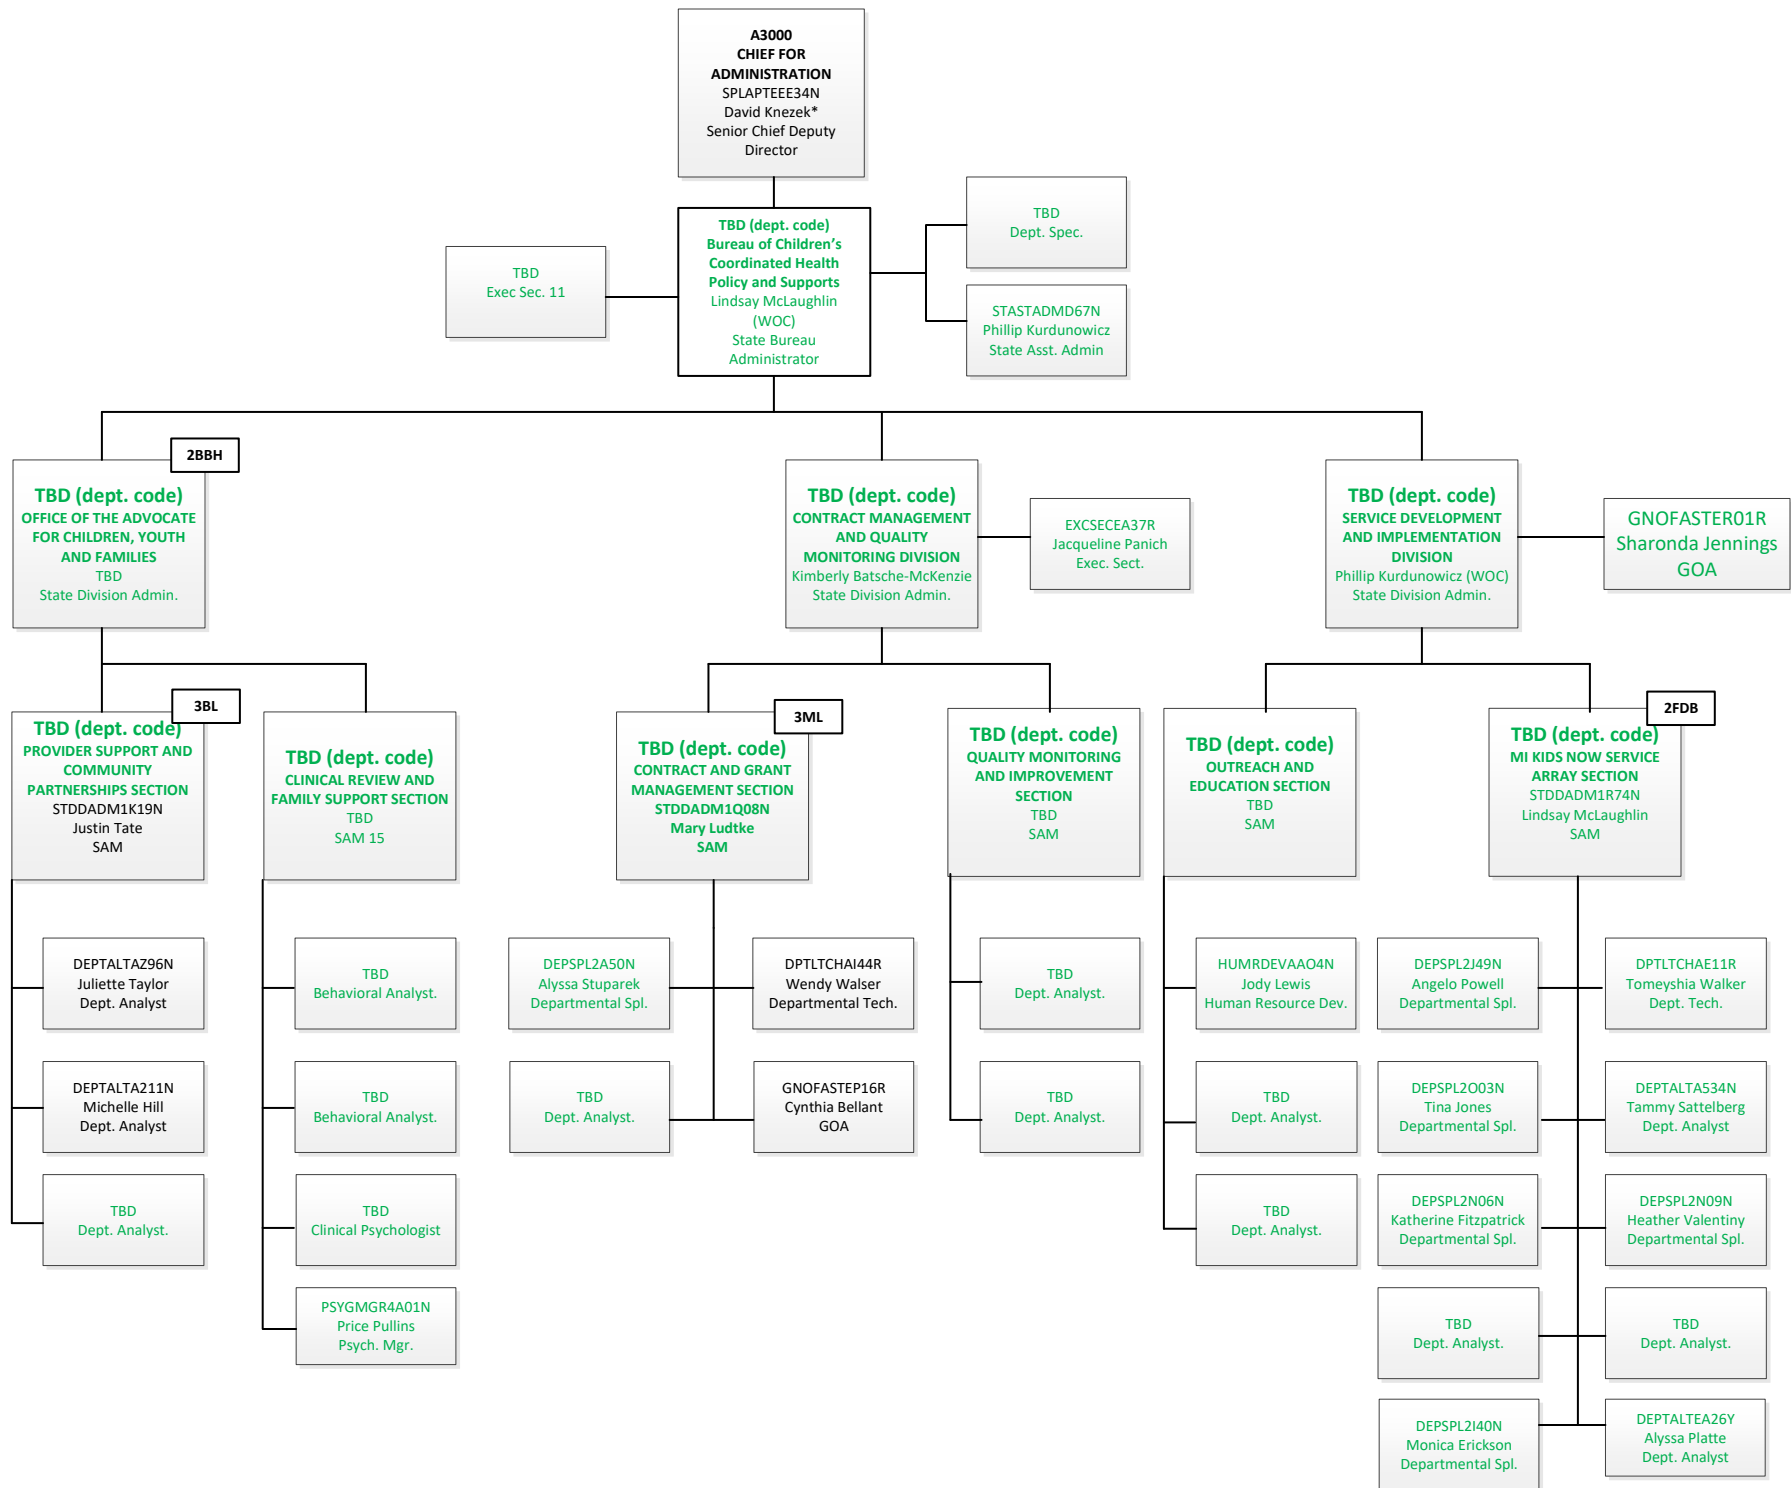 A3000
CHIEF FOR
ADMINISTRATION
SPLAPTEEE34N
David Knezek*
Senior Chief Deputy
Director
TBD
Exec Sec. 11
TBD (dept. code)
Bureau of Children's
Coordinated Health
Policy and Supports
Lindsay McLaughlin
(WOC)
State Bureau
Administrator
TBD
Dept. Spec.
STASTADMD67N
Phillip Kurdunowicz
State Asst. Admin
2BBH
TBD (dept. code)
OFFICE OF THE ADVOCATE
FOR CHILDREN, YOUTH
AND FAMILIES
TBD
State Division Admin.
TBD (dept. code)
CONTRACT MANAGEMENT
AND QUALITY
MONITORING DIVISION
Kimberly Batsche-McKenzie
State Division Admin.
EXCSECEA37R
Jacqueline Panich
Exec. Sect.
TBD (dept. code)
SERVICE DEVELOPMENT
AND IMPLEMENTATION
DIVISION
Phillip Kurdunowicz (WOC)
State Division Admin.
GNOFASTER01R
Sharonda Jennings
GOA
3BL
TBD (dept. code)
PROVIDER SUPPORT AND
COMMUNITY
PARTNERSHIPS SECTION
STDDADM1K19N
Justin Tate
SAM
TBD (dept. code)
CLINICAL REVIEW AND
FAMILY SUPPORT SECTION
TBD
SAM 15
3ML
TBD (dept. code)
CONTRACT AND GRANT
MANAGEMENT SECTION
STDDADM1Q08N
Mary Ludtke
SAM
TBD (dept. code)
QUALITY MONITORING
AND IMPROVEMENT
SECTION
TBD
SAM
TBD (dept. code)
OUTREACH AND
EDUCATION SECTION
TBD
SAM
2FDB
TBD (dept. code)
MI KIDS NOW SERVICE
ARRAY SECTION
STDDADM1R74N
Lindsay McLaughlin
SAM
DEPTALTAZ96N
Juliette Taylor
Dept. Analyst
TBD
Behavioral Analyst.
DEPSPL2A50N
Alyssa Stuparek
Departmental Spl.
DPTLTCHAI44R
Wendy Walser
Departmental Tech.
TBD
Dept. Analyst.
HUMRDEVAAO4N
Jody Lewis
Human Resource Dev.
DEPSPL2J49N
Angelo Powell
Departmental Spl.
DPTLTCHAE11R
Tomeyshia Walker
Dept. Tech.
DEPTALTA211N
Michelle Hill
Dept. Analyst
TBD
Behavioral Analyst.
TBD
Dept. Analyst.
GNOFASTEP16R
Cynthia Bellant
GOA
TBD
Dept. Analyst.
TBD
Dept. Analyst.
DEPSPL2O03N
Tina Jones
Departmental Spl.
DEPTALTA534N
Tammy Sattelberg
Dept. Analyst
TBD
Dept. Analyst.
TBD
Clinical Psychologist
TBD
Dept. Analyst.
DEPSPL2N06N
Katherine Fitzpatrick
Departmental Spl.
DEPSPL2N09N
Heather Valentiny
Departmental Spl.
PSYGMGR4A01N
Price Pullins
Psych. Mgr.
TBD
Dept. Analyst.
TBD
Dept. Analyst.
DEPSPL2I40N
Monica Erickson
Departmental Spl.
DEPTALTEA26Y
Alyssa Platte
Dept. Analyst